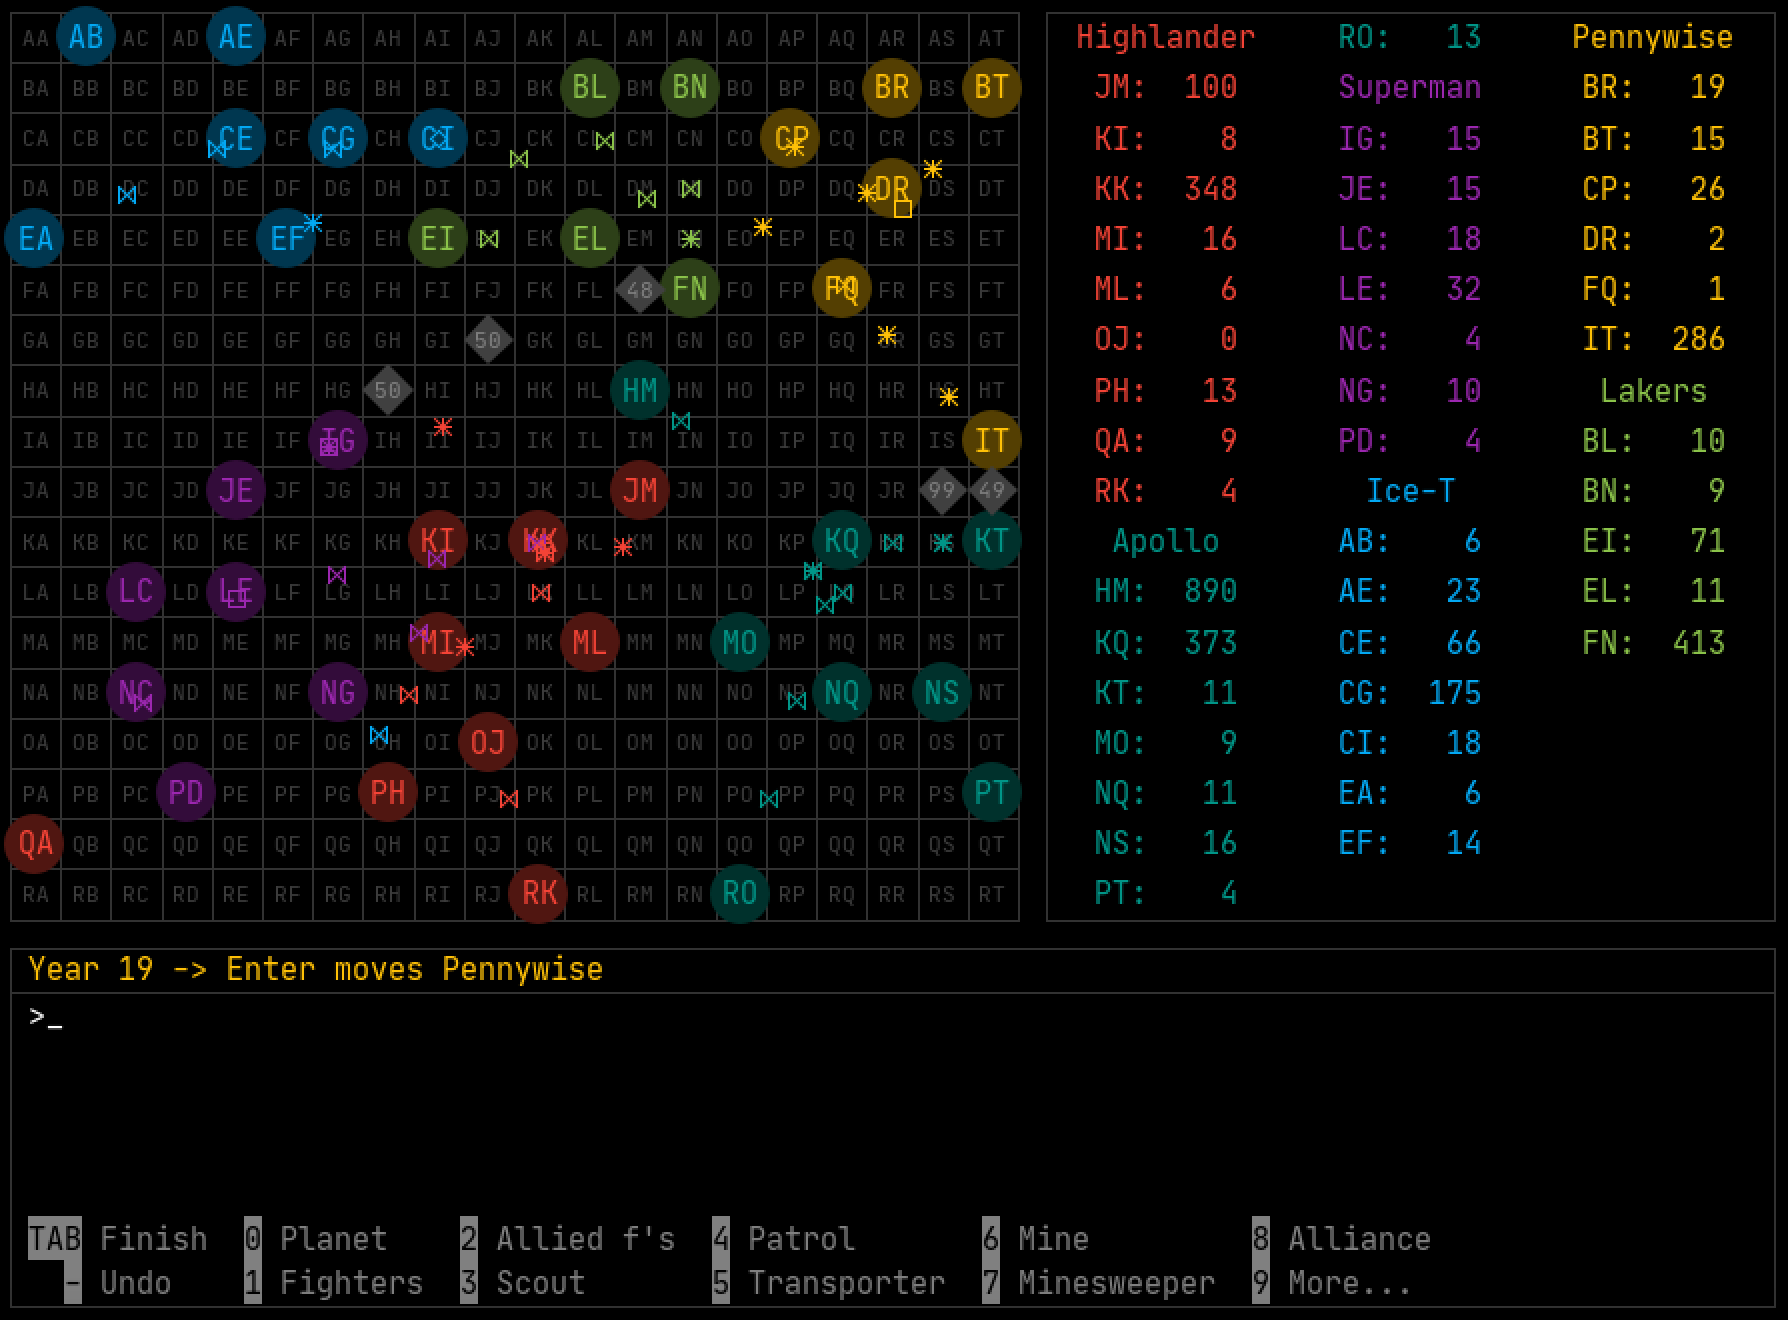 AA AB AC AD AE AF AG AH AI AJ AK AL AM AN AO AP AQ AR AS AT
BA BB BC BD BE BF BG BH BI BJ BK BL BM BN BO BP BQ BR BS BT
CA CB CC CD CE CF CG CH CI CJ CK CL CM CN CO CP CQ CR CS CT
DA DB DC DD DE DF DG DH DI DJ DK DL DM DO DP DQ DR DS DT
EA EB EC ED EE EF EG EH EI EK EL EM EO EP EQ ER ES ET
FA FB FC FD FE FF FG FH FI FJ FK FL 48 FN FO FP FQ FR FS FT
GA GB GC GD GE GF GG GH GI 50 GK GL GM GN GO GP GQ GR GS GT
HA HB HC HD HE HF HG 50 HI HJ HK HL HM HN HO HP HQ HR HS HT
IA IB IC ID IE IF IG IH II IJ IK IL IM IN IO IP IQ IR IS IT
JA JB JC JD JE JF JG JH JI JJ JK JL JM JN JO JP JQ JR 99 49
KA KB KC KD KE KF KG KH KI KJ KK KL KM KN KO KP KQ KT
LA LB LC LD LE LF LG LH LI LJ LL LM LN LO LP LR LS LT
MA MB MC MD ME MF MG MH MI MJ MK ML MM MN MO MP MQ MR MS MT
NA NB NC ND NE NF NG NH NI NJ NK NL NM NN NO NP NQ NR NS NT
OA OB OC OD OE OF OG OH OI OJ OK OL OM ON OO OP OQ OR OS OT
PA PB PC PD PE PF PG PH PI PJ PK PL PM PN PO PP PQ PR PS PT
QA QB QC QD QE QF QG QH QI QJ QK QL QM QN QO QP QQ QR QS QT
RA RB RC RD RE RF RG RH RI RJ RK RL RM RN RO RP RQ RR RS RT
Highlander
JM: 100
KI: 8
KK: 348
MI: 16
ML: 6
OJ: 0
PH: 13
QA: 9
RK: 4
Apollo
HM: 890
KQ: 373
KT: 11
MO: 9
NQ: 11
NS: 16
PT: 4
RO: 13
Superman
IG: 15
JE: 15
LC: 18
LE: 32
NC: 4
NG: 10
PD: 4
Ice-T
AB: 6
AE: 23
CE: 66
CG: 175
CI: 18
EA: 6
EF: 14
Pennywise
BR: 19
BT: 15
CP: 26
DR: 2
FQ: 1
IT: 286
Lakers
BL: 10
BN: 9
EI: 71
EL: 11
FN: 413
Year 19 -> Enter moves Pennywise
>_
TAB Finish 0 Planet 2 Allied f's 4 Patrol 6 Mine 8 Alliance
- Undo 1 Fighters 3 Scout 5 Transporter 7 Minesweeper 9 More...